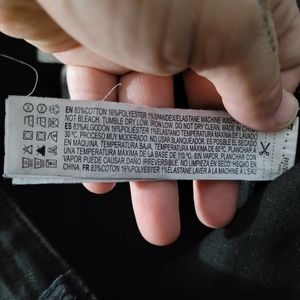 EN 83%COTTON 16%POLYESTER 1%SPANDEX/ELASTANE MACHINE WASH
NOT BLEACH, TUMBLE DRY LOW, IRON LOW, DO NOT DRY CLEAN, MADE IN CHINA
ES 83%ALGODÓN 16%POLIÉSTER 1%ELASTANO TEMPERATURA MÁXIMA DE LAVADO
30 °C. PROCESO MUY MODERADO. NO USAR BLANQUEADOR. ES POSIBLE EL SECADO
EN MÁQUINA, TEMPERATURA BAJA. TEMPERATURA MÁXIMA 60 °C. PLANCHAR A
UNA TEMPERATURA MÁXIMA DE LA BASE DE 110 °C, SIN VAPOR. PLANCHAR CON
VAPOR PUEDE CAUSAR DAÑO IRREVERSIBLE. NO LIMPIEZA EN SECO. HECHO EN
CHINA.
FR 83%COTON 16%POLYESTER 1%ÉLASTANE LAVER À LA MACHINE À L'EAU